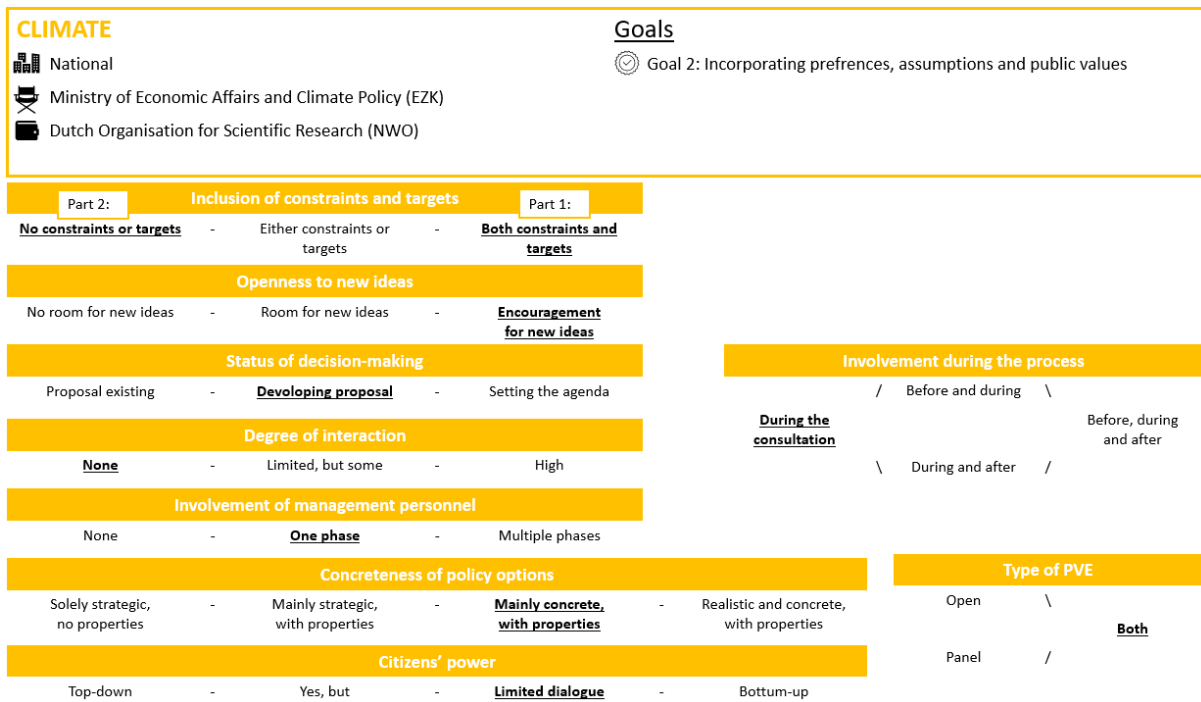 CLIMATE
National
Ministry of Economic Affairs and Climate Policy (EZK)
Dutch Organisation for Scientific Research (NWO)
Goals
Goal 2: Incorporating prefrences, assumptions and public values
Part 2: Inclusion of constraints and targets Part 1:
No constraints or targets - Either constraints or - Both constraints and
targets targets
Openness to new ideas
No room for new ideas - Room for new ideas - Encouragement
for new ideas
Status of decision-making
Proposal existing - Devoloping proposal - Setting the agenda
Degree of interaction
None - Limited, but some - High
Involvement of management personnel
None - One phase - Multiple phases
Concreteness of policy options
Solely strategic, - Mainly strategic, - Mainly concrete, - Realistic and concrete,
no properties with properties with properties with properties
Citizens' power
Top-down - Yes, but - Limited dialogue - Bottum-up
Involvement during the process
/ Before and during \
During the Before, during
consultation and after
\ During and after /
Type of PVE
Open \
Both
Panel /